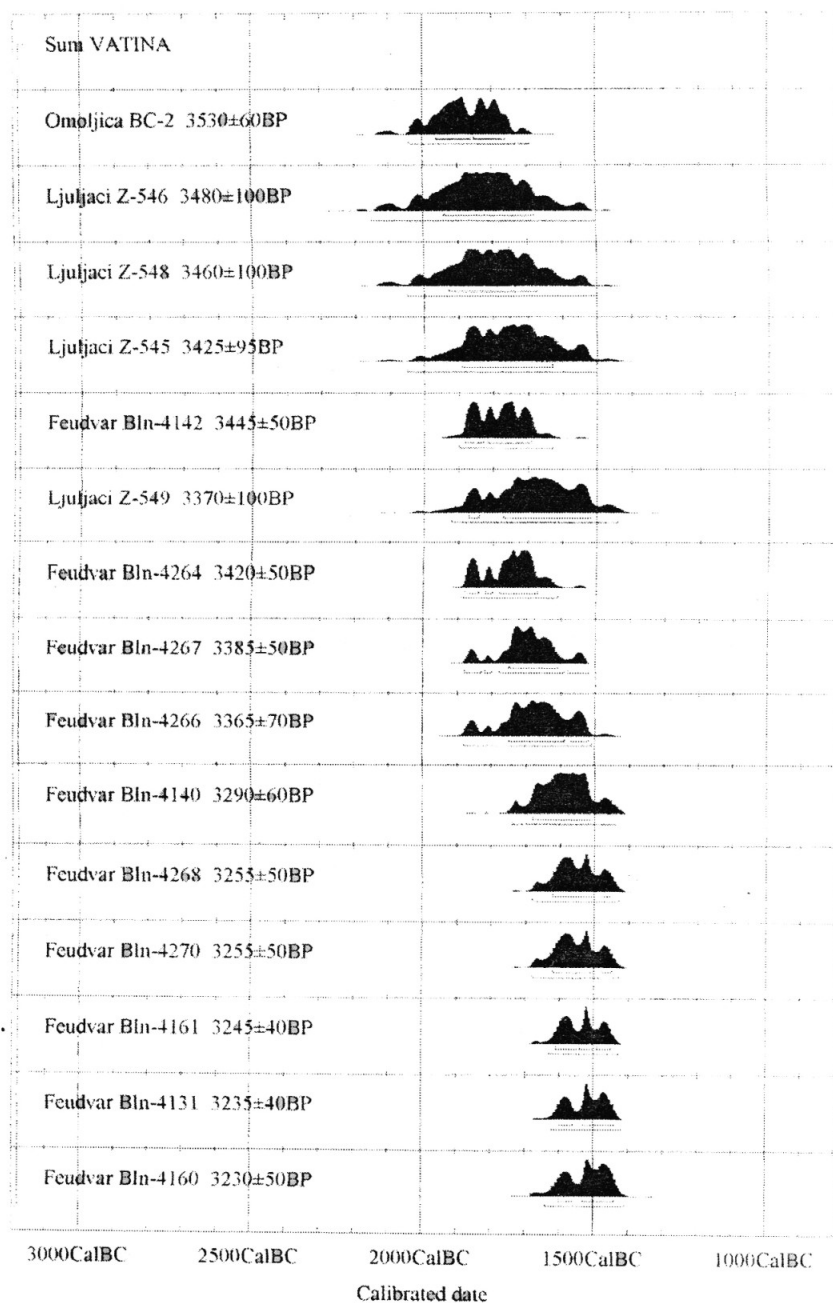 Sum VATINA
Omoljica BC-2 3530±60BP
Ljuljaci Z-546 3480±100BP
Ljuljaci Z-548 3460±100BP
Ljuljaci Z-545 3425±95BP
Feudvar Bln-4142 3445±50BP
Ljuljaci Z-549 3370±100BP
Feudvar Bln-4264 3420±50BP
Feudvar Bln-4267 3385±50BP
Feudvar Bln-4266 3365±70BP
Feudvar Bln-4140 3290±60BP
Feudvar Bln-4268 3255±50BP
Feudvar Bln-4270 3255±50BP
Feudvar Bln-4161 3245±40BP
Feudvar Bln-4131 3235±40BP
Feudvar Bln-4160 3230±50BP
3000CalBC 2500CalBC 2000CalBC 1500CalBC 1000CalBC
Calibrated date